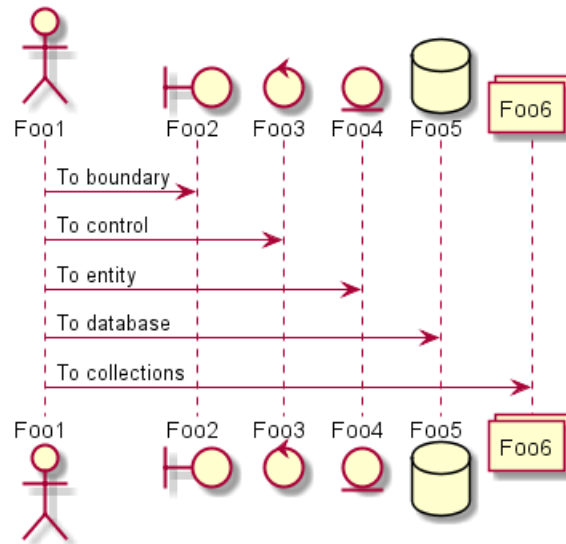 Foo1 Foo2 Foo3 Foo4 Foo5 Foo6
To boundary
To control
To entity
To database
To collections
Foo1 Foo2 Foo3 Foo4 Foo5 Foo6